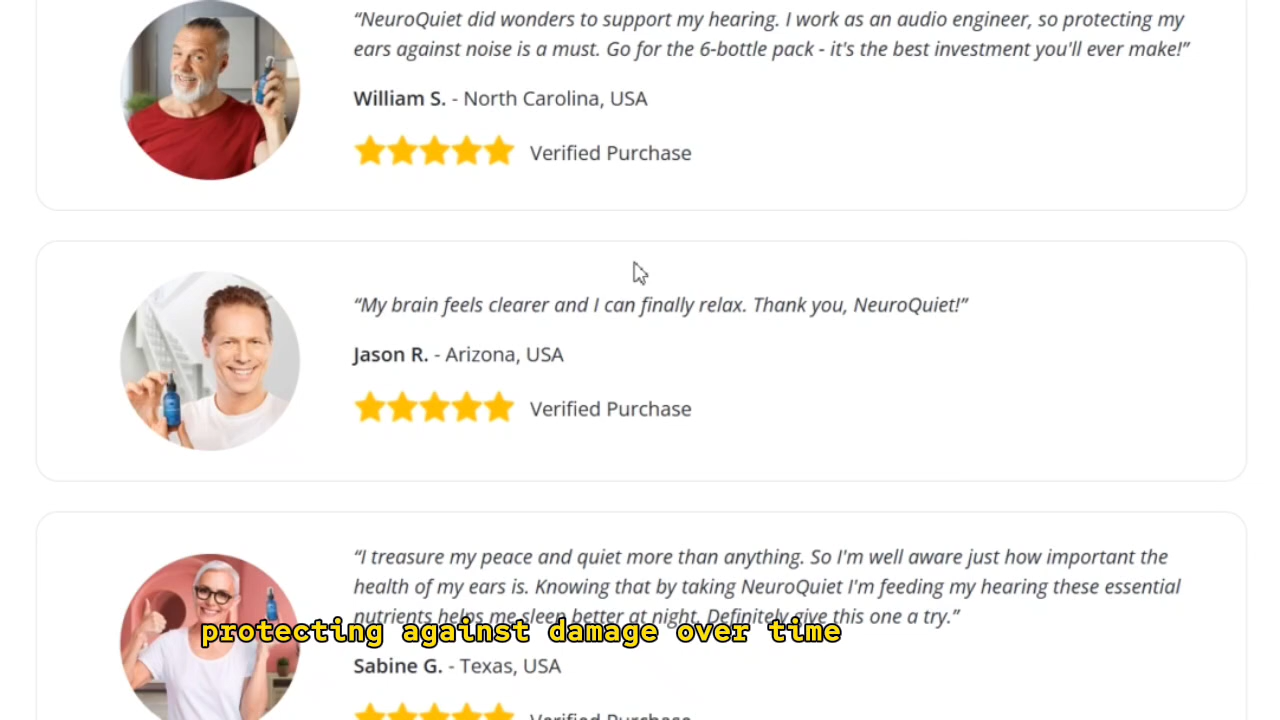 “NeuroQuiet did wonders to support my hearing. I work as an audio engineer, so protecting my
ears against noise is a must. Go for the 6-bottle pack - it's the best investment you'll ever make!”
William S. - North Carolina, USA
Verified Purchase
“My brain feels clearer and I can finally relax. Thank you, NeuroQuiet!”
Jason R. - Arizona, USA
Verified Purchase
“I treasure my peace and quiet more than anything. So I'm well aware just how important the
health of my ears is. Knowing that by taking NeuroQuiet I'm feeding my hearing these essential
nutrients helps me sleep better at night. Definitely give this one a try.”
protecting against damage over time
Sabine G. - Texas, USA
Verified Purchase